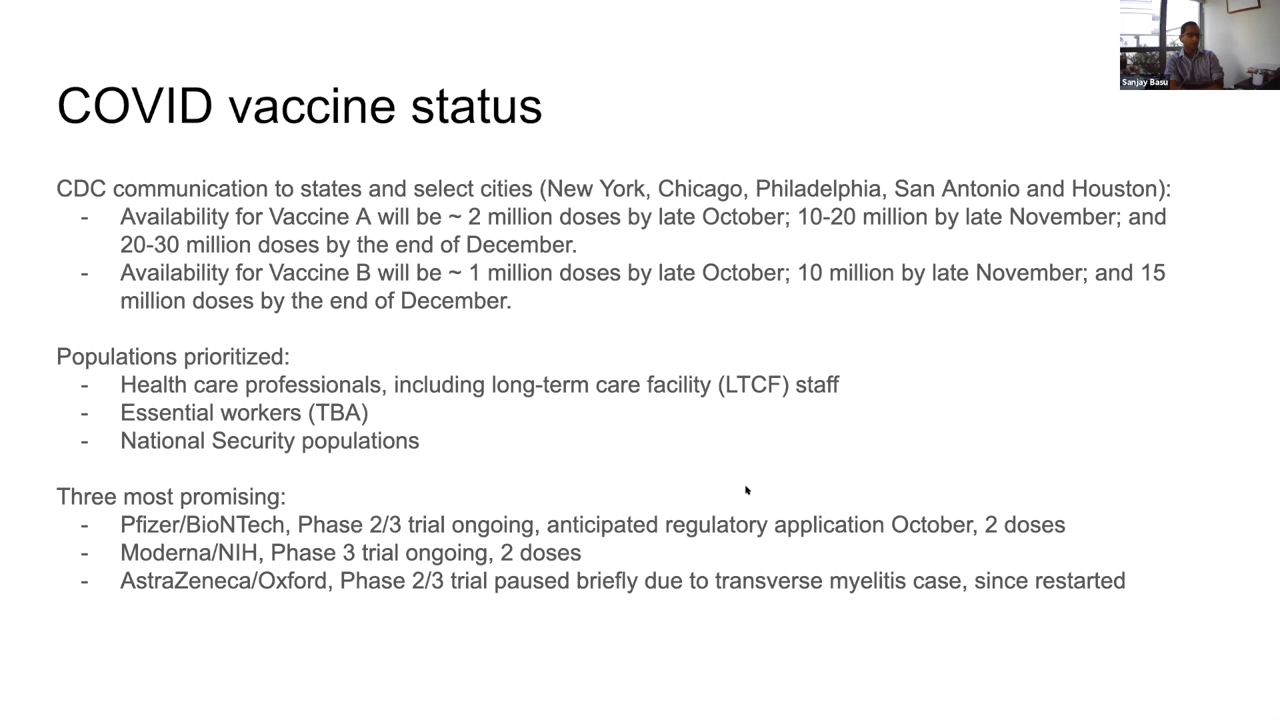 Sanjay Basu
COVID vaccine status
CDC communication to states and select cities (New York, Chicago, Philadelphia, San Antonio and Houston):
- Availability for Vaccine A will be ~ 2 million doses by late October; 10-20 million by late November; and
20-30 million doses by the end of December.
- Availability for Vaccine B will be ~ 1 million doses by late October; 10 million by late November; and 15
million doses by the end of December.
Populations prioritized:
- Health care professionals, including long-term care facility (LTCF) staff
- Essential workers (TBA)
- National Security populations
Three most promising:
- Pfizer/BioNTech, Phase 2/3 trial ongoing, anticipated regulatory application October, 2 doses
- Moderna/NIH, Phase 3 trial ongoing, 2 doses
- AstraZeneca/Oxford, Phase 2/3 trial paused briefly due to transverse myelitis case, since restarted